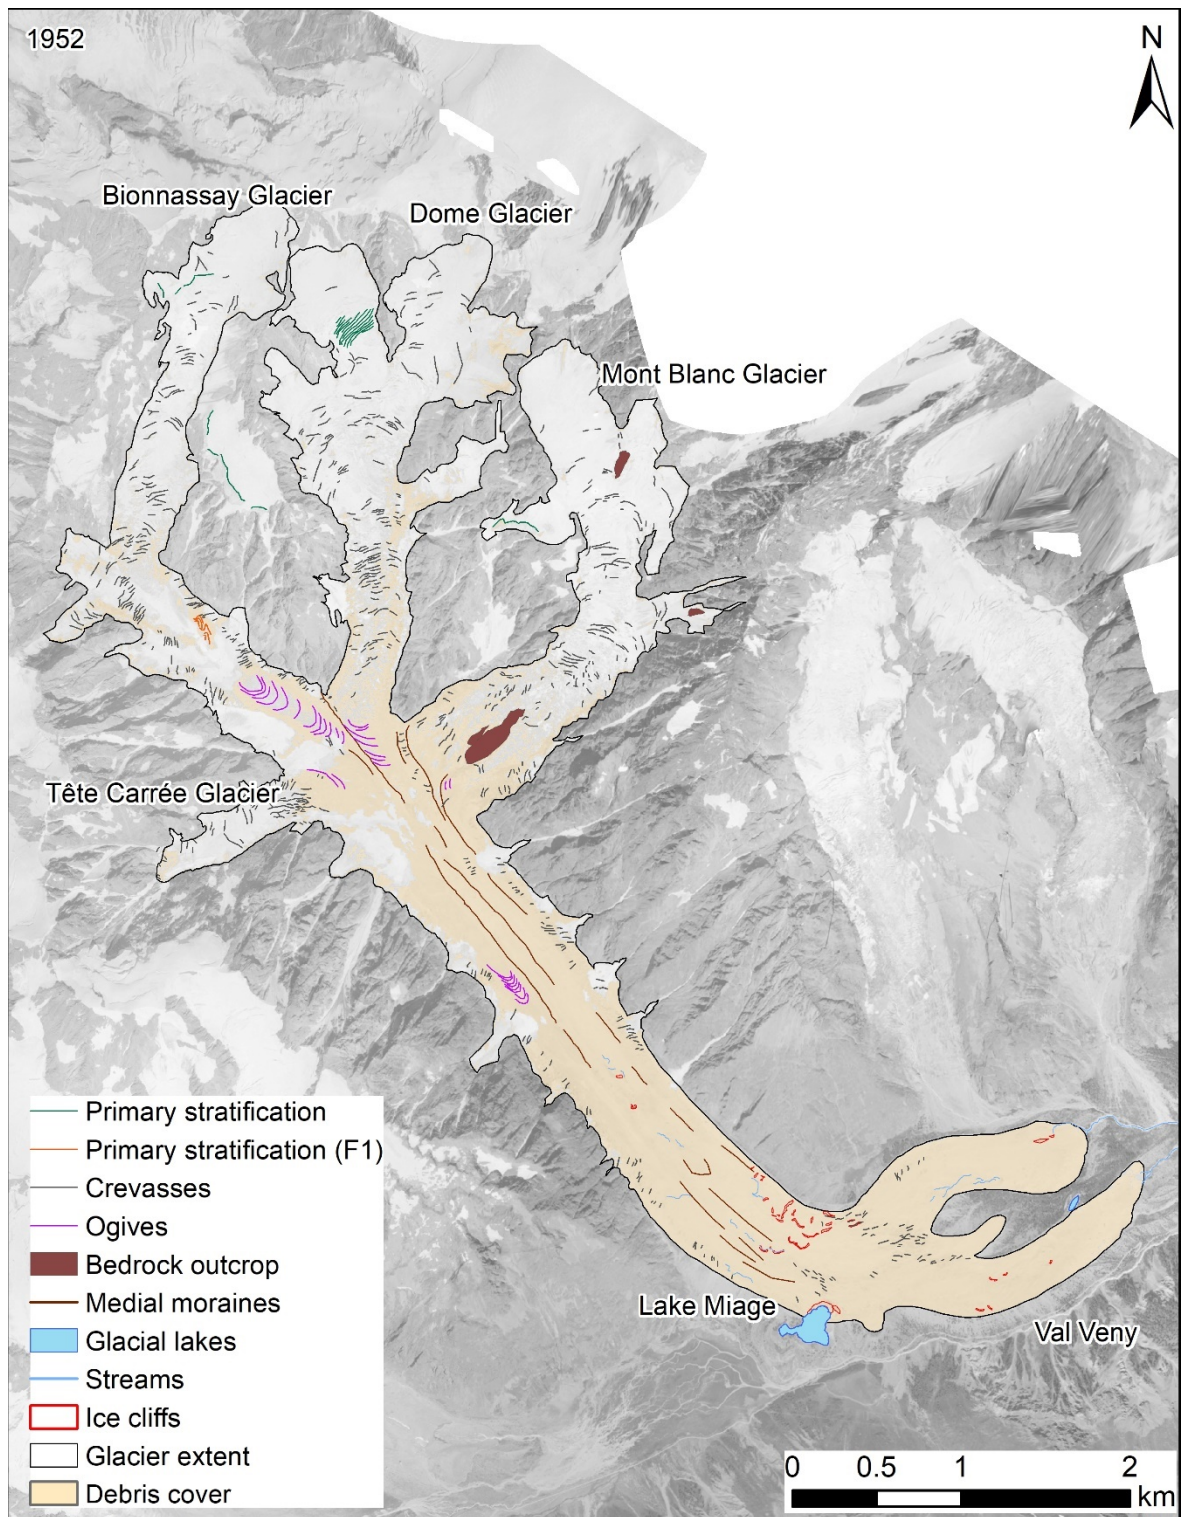 1952
N
Bionnassay Glacier
Dome Glacier
Mont Blanc Glacier
Tête Carrée Glacier
Lake Miage
Val Veny
Primary stratification
Primary stratification (F1)
Crevasses
Ogives
Bedrock outcrop
Medial moraines
Glacial lakes
Streams
Ice cliffs
Glacier extent
Debris cover
0 0.5 1 2
km